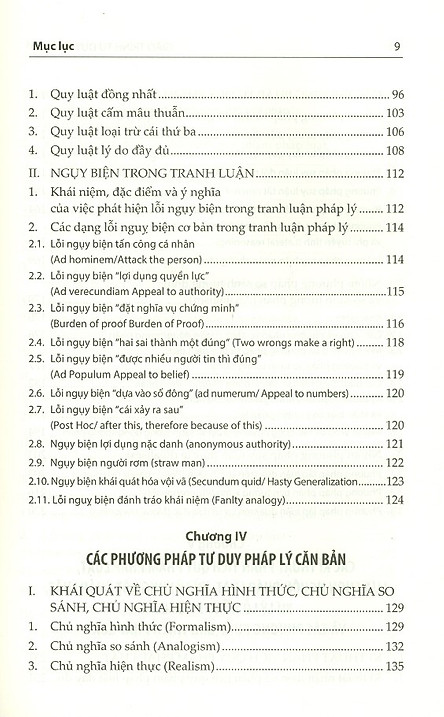 Mục lục 9
1. Quy luật đồng nhất 96
2. Quy luật cấm mâu thuẫn 103
3. Quy luật loại trừ cái thứ ba 106
4. Quy luật lý do đầy đủ 108
II. NGỤY BIỆN TRONG TRANH LUẬN 112
1. Khái niệm, đặc điểm và ý nghĩa
của việc phát hiện lỗi ngụy biện trong tranh luận pháp lý 112
2. Các dạng lỗi ngụy biện cơ bản trong tranh luận pháp lý 114
2.1. Lỗi ngụy biện tấn công cá nhân
(Ad hominem/Attack the person) 114
2.2. Lỗi ngụy biện "lợi dụng quyền lực"
(Ad verecundiam Appeal to authority) 115
2.3. Lỗi ngụy biện "đặt nghĩa vụ chứng minh"
(Burden of proof Burden of Proof) 116
2.4. Lỗi ngụy biện "hai sai thành một đúng" (Two wrongs make a right) 118
2.5. Lỗi ngụy biện "được nhiều người tin thì đúng"
(Ad Populum Appeal to belief) 119
2.6. Lỗi ngụy biện "dựa vào số đông" (ad numerum/ Appeal to numbers) 120
2.7. Lỗi ngụy biện "cái xảy ra sau"
(Post Hoc/ after this, therefore because of this) 120
2.8. Ngụy biện lợi dụng nặc danh (anonymous authority) 121
2.9. Ngụy biện người rơm (straw man) 122
2.10. Ngụy biện khái quát hóa vội vã (Secundum quid/ Hasty Generalization 123
2.11. Lỗi ngụy biện đánh tráo khái niệm (Fanlty analogy) 124
Chương IV
CÁC PHƯƠNG PHÁP TƯ DUY PHÁP LÝ CĂN BẢN
I. KHÁI QUÁT VỀ CHỦ NGHĨA HÌNH THỨC, CHỦ NGHĨA SO
SÁNH, CHỦ NGHĨA HIỆN THỰC 129
1. Chủ nghĩa hình thức (Formalism) 129
2. Chủ nghĩa so sánh (Analogism) 132
3. Chủ nghĩa hiện thực (Realism) 135